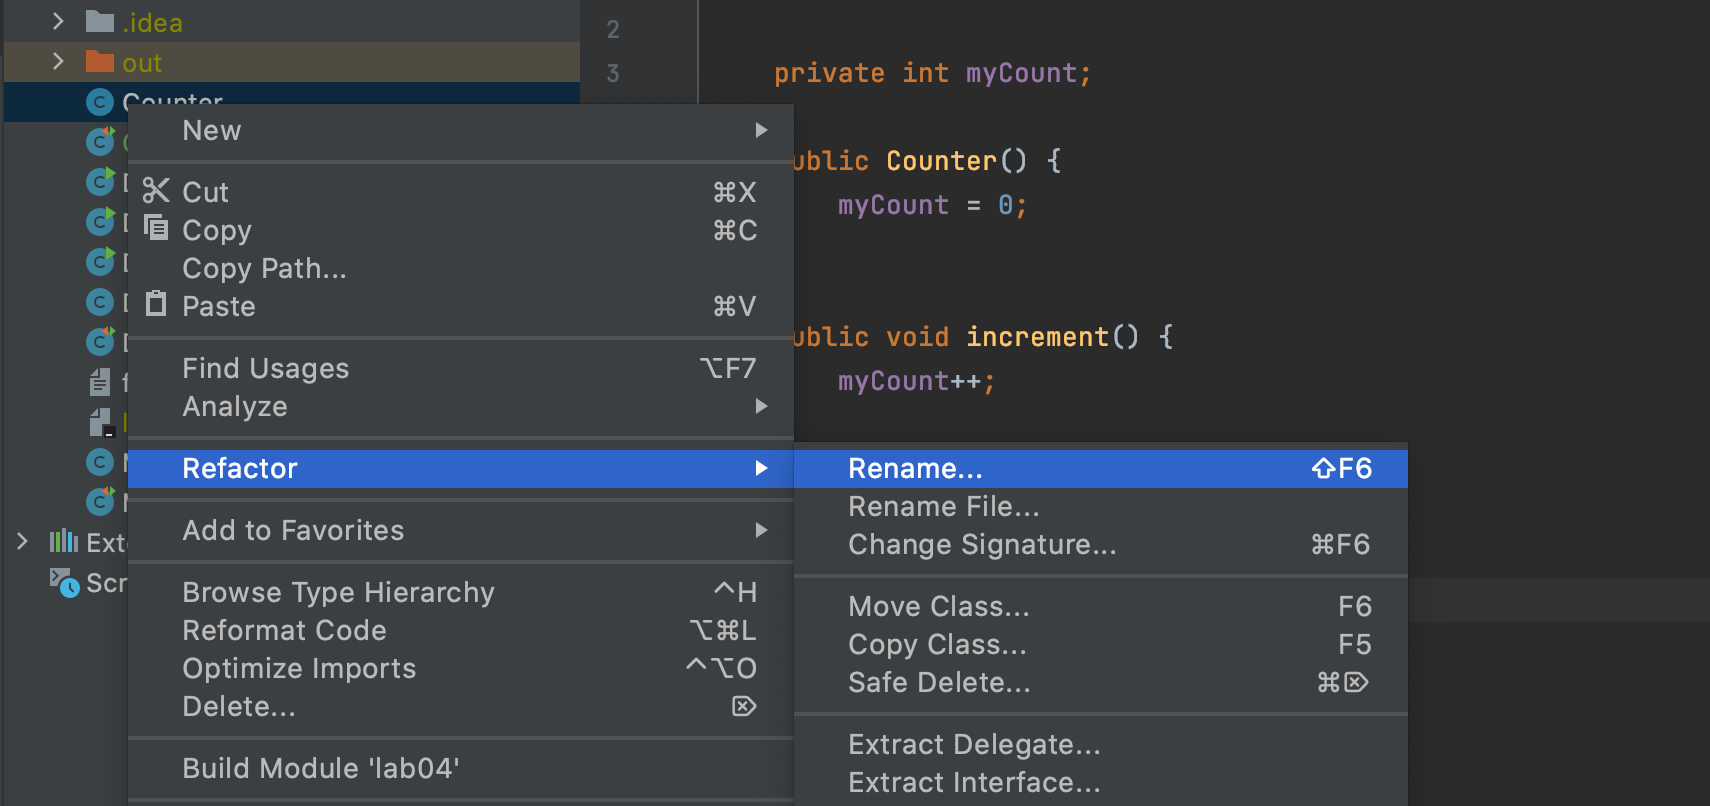 .idea
out
Counter
New
Cut ⌘X
Copy ⌘C
Copy Path...
Paste ⌘V
Find Usages ⌥F7
Analyze
Refactor
Add to Favorites
Browse Type Hierarchy ^H
Reformat Code ⌥⌘L
Optimize Imports ^⌥O
Delete... ⌦
Build Module 'lab04'
Rename... ⇧F6
Rename File...
Change Signature... ⌘F6
Move Class... F6
Copy Class... F5
Safe Delete... ⌘⌦
Extract Delegate...
Extract Interface...
2
3 private int myCount;
ublic Counter() {
myCount = 0;
ublic void increment() {
myCount++;